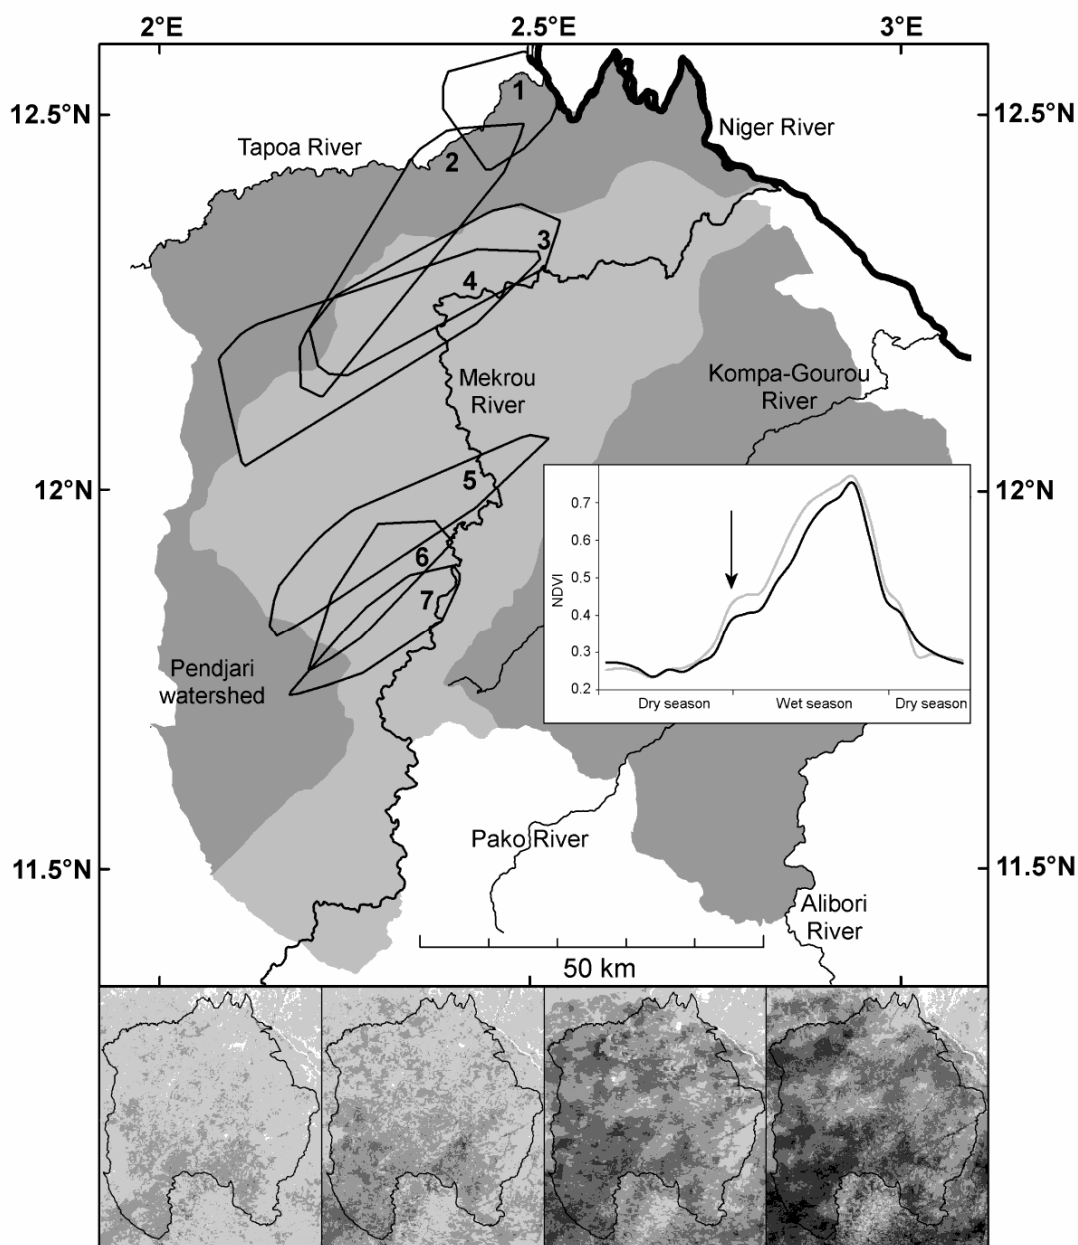 2°E
2.5°E
3°E
12.5°N
12.5°N
1
Niger River
Tapoa River
2
3
4
Mekrou
River
Kompa-Gourou
River
5
12°N
12°N
6
7
NDVI
0.7
0.6
0.5
0.4
0.3
0.2
Dry season
Wet season
Dry season
Pendjari
watershed
Pako River
11.5°N
11.5°N
Alibori
River
50 km